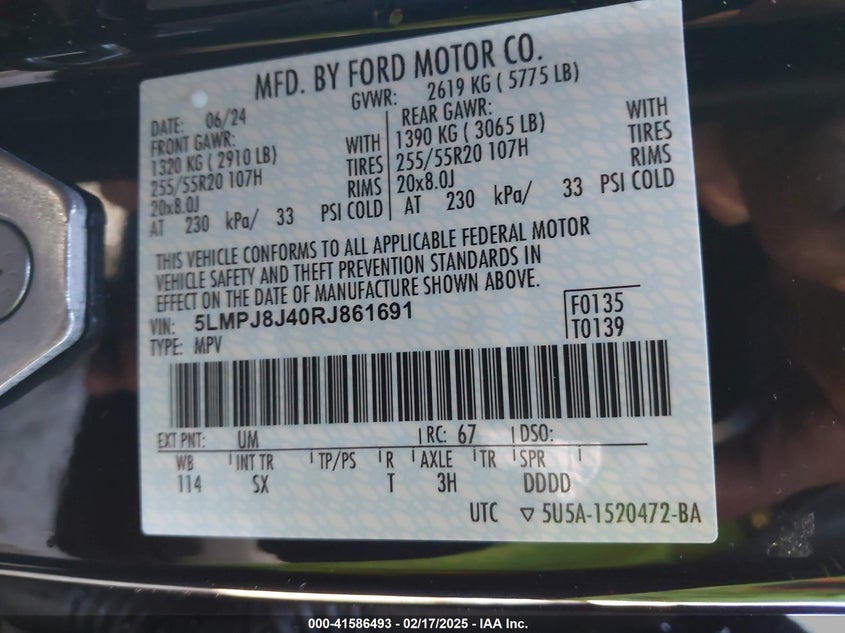 MFD. BY FORD MOTOR CO.
DATE: 06/24 GVWR: 2619 KG ( 5775 LB)
FRONT GAWR: REAR GAWR:
1320 KG ( 2910 LB) WITH 1390 KG ( 3065 LB) WITH
255/55R20 107H TIRES 255/55R20 107H TIRES
20x8.0J RIMS 20x8.0J RIMS
AT 230 kPa/ 33 PSI COLD AT 230 kPa/ 33 PSI COLD
THIS VEHICLE CONFORMS TO ALL APPLICABLE FEDERAL MOTOR
VEHICLE SAFETY AND THEFT PREVENTION STANDARDS IN
EFFECT ON THE DATE OF MANUFACTURE SHOWN ABOVE.
VIN: 5LMPJ8J40RJ861691 F0135
TYPE: MPV T0139
EXT PNT: UM RC: 67 DSO:
WB INT TR TP/PS R AXLE TR SPR
114 SX T 3H DDDD
UTC ▽ 5U5A-1520472-BA
000-41586493 - 02/17/2025 - IAA Inc.